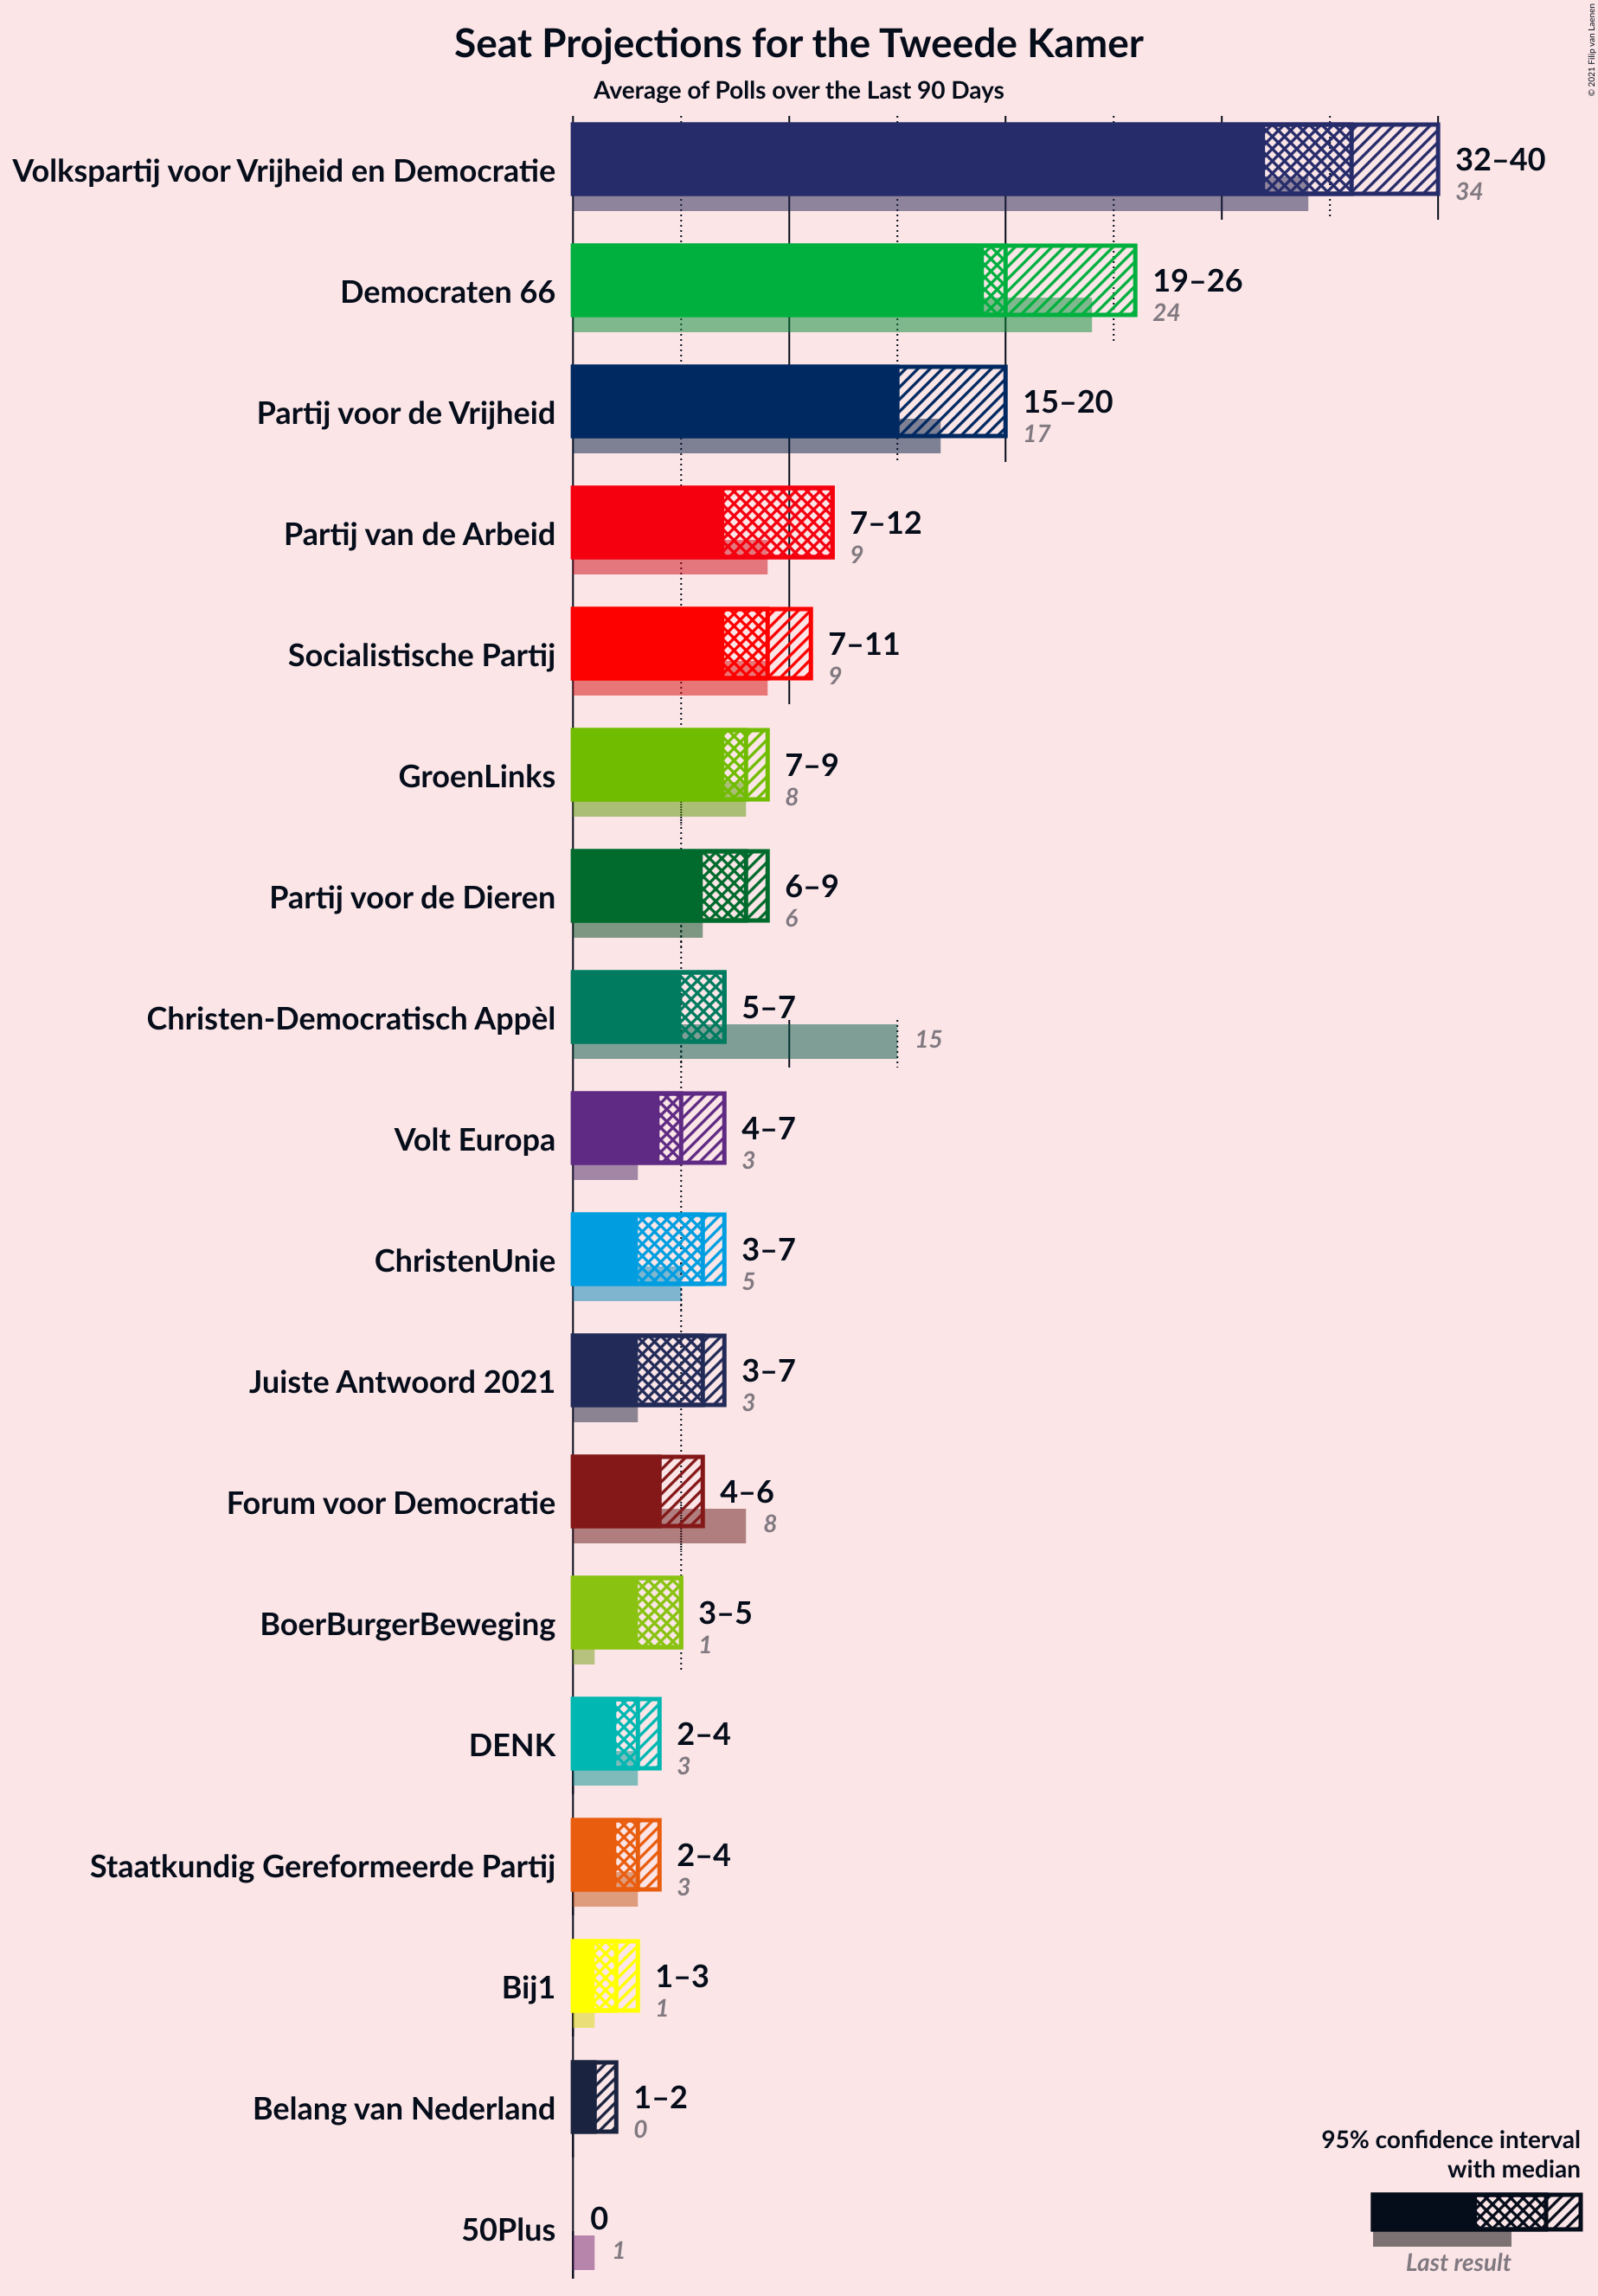 Seat Projections for the Tweede Kamer
Average of Polls over the Last 90 Days
© 2021 Filip van Laenen
Volkspartij voor Vrijheid en Democratie
32–40
34
Democraten 66
19–26
24
Partij voor de Vrijheid
15–20
17
Partij van de Arbeid
7–12
9
Socialistische Partij
7–11
9
GroenLinks
7–9
8
Partij voor de Dieren
6–9
6
Christen-Democratisch Appèl
5–7
15
Volt Europa
4–7
3
ChristenUnie
3–7
5
Juiste Antwoord 2021
3–7
3
Forum voor Democratie
4–6
8
BoerBurgerBeweging
3–5
1
DENK
2–4
3
Staatkundig Gereformeerde Partij
2–4
3
Bij1
1–3
1
Belang van Nederland
1–2
0
50Plus
0
1
95% confidence interval
with median
Last result